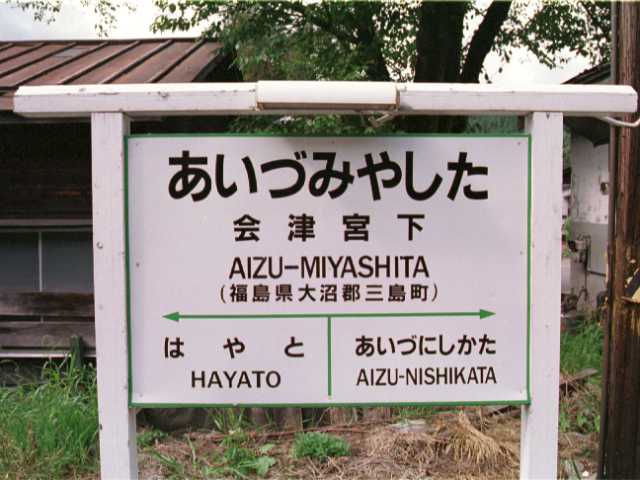 あいづみやした
会津宮下
AIZU-MIYASHITA
(福島県大沼郡三島町)
はやと
HAYATO
あいづにしかた
AIZU-NISHIKATA